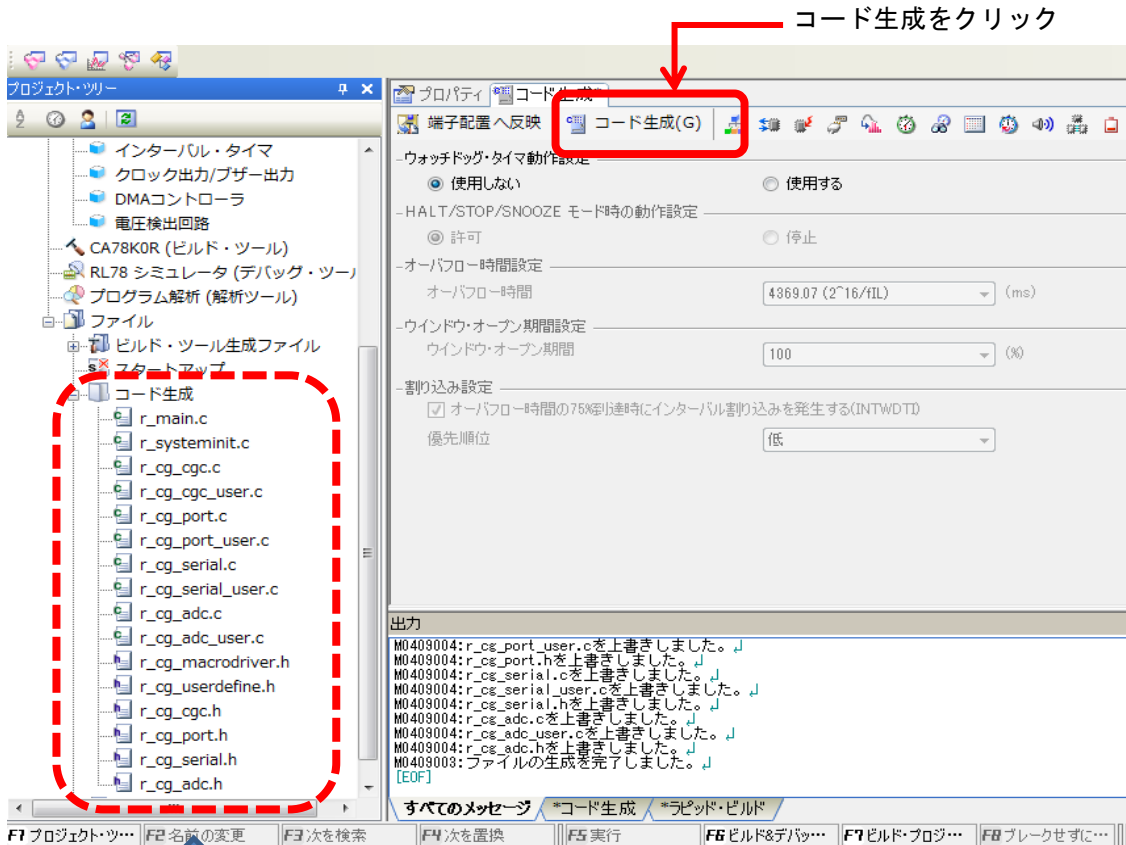 コード生成をクリック
プロジェクト・ツリー
インターバル・タイマ
クロック出力/ブザー出力
DMAコントローラ
電圧検出回路
CA78K0R (ビルド・ツール)
RL78 シミュレータ (デバッグ・ツール
プログラム解析 (解析ツール)
ファイル
ビルド・ツール生成ファイル
スタートアップ
コード生成
r_main.c
r_systeminit.c
r_cg_cgc.c
r_cg_cgc_user.c
r_cg_port.c
r_cg_port_user.c
r_cg_serial.c
r_cg_serial_user.c
r_cg_adc.c
r_cg_adc_user.c
r_cg_macrodriver.h
r_cg_userdefine.h
r_cg_cgc.h
r_cg_port.h
r_cg_serial.h
r_cg_adc.h
プロパティ コード生成*
端子配置へ反映 コード生成(G)
ウォッチドッグ・タイマ動作設定
使用しない 使用する
HALT/STOP/SNOOZE モード時の動作設定
許可 停止
オーバフロー時間設定
オーバフロー時間 4369.07 (2^16/fIL) (ms)
ウインドウ・オープン期間設定
ウインドウ・オープン期間 100 (%)
割り込み設定
オーバフロー時間の75%到達時にインターバル割り込みを発生する(INTWDTI)
優先順位 低
出力
M0409004:r_cg_port_user.cを上書きしました。
M0409004:r_cg_port.hを上書きしました。
M0409004:r_cg_serial.cを上書きしました。
M0409004:r_cg_serial_user.cを上書きしました。
M0409004:r_cg_serial.hを上書きしました。
M0409004:r_cg_adc.cを上書きしました。
M0409004:r_cg_adc_user.cを上書きしました。
M0409004:r_cg_adc.hを上書きしました。
M0409003:ファイルの生成を完了しました。
[EOF]
すべてのメッセージ *コード生成 *ラピッド・ビルド
F1 プロジェクト・ツ… F2 名前の変更 F3 次を検索 F4 次を置換 F5 実行 F6 ビルド&デバッ… F7 ビルド・プロジ… F8 ブレークせずに…